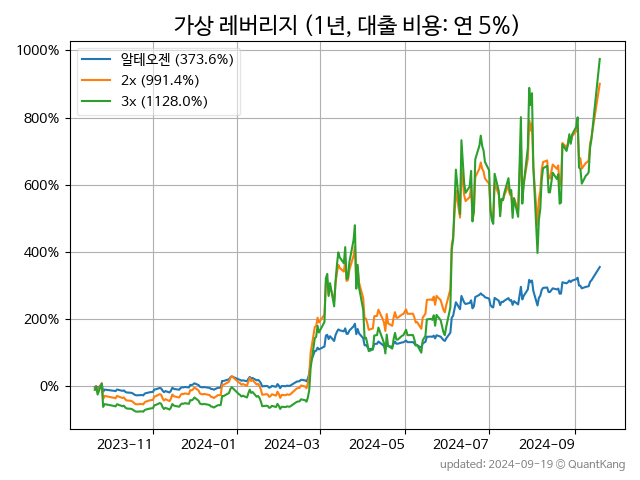 가상 레버리지 (1년, 대출 비용: 연 5%)
1000%
800%
600%
400%
200%
0%
알테오젠 (373.6%)
2x (991.4%)
3x (1128.0%)
2023-11
2024-01
2024-03
2024-05
2024-07
2024-09
updated: 2024-09-19 © QuantKang